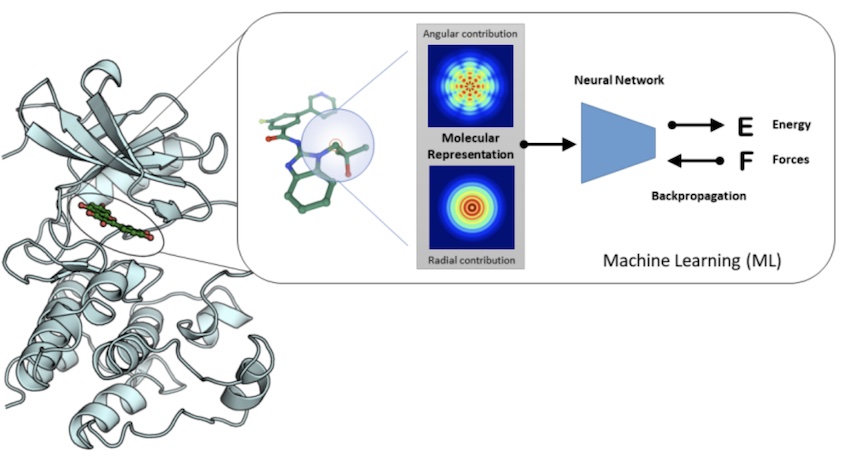 Angular contribution
Molecular
Representation
Radial contribution
Neural Network
E Energy
F Forces
Backpropagation
Machine Learning (ML)